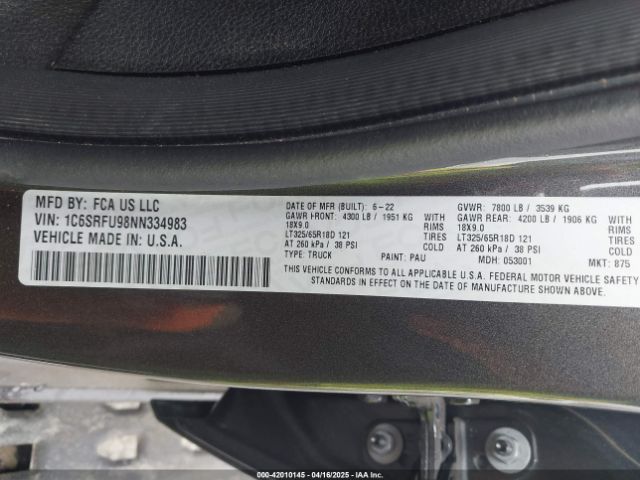 MFD BY: FCA US LLC
VIN: 1C6SRFU98NN334983
VEHICLE MADE IN: U.S.A.
DATE OF MFR (BUILT): 6-22 GVWR: 7800 LB / 3539 KG
GAWR FRONT: 4300 LB / 1951 KG WITH GAWR REAR: 4200 LB / 1906 KG WITH
18X9.0 RIMS 18X9.0 RIMS
LT325/65R18D 121 TIRES LT325/65R18D 121 TIRES
AT 260 kPa / 38 PSI COLD AT 260 kPa / 38 PSI COLD
TYPE: TRUCK PAINT: PAU MDH: 053001 MKT: 875
THIS VEHICLE CONFORMS TO ALL APPLICABLE U.S.A. FEDERAL MOTOR VEHICLE SAFETY
STANDARDS IN EFFECT ON THE DATE OF MANUFACTURE SHOWN ABOVE.
000-42010145 - 04/16/2025 - IAAI.com